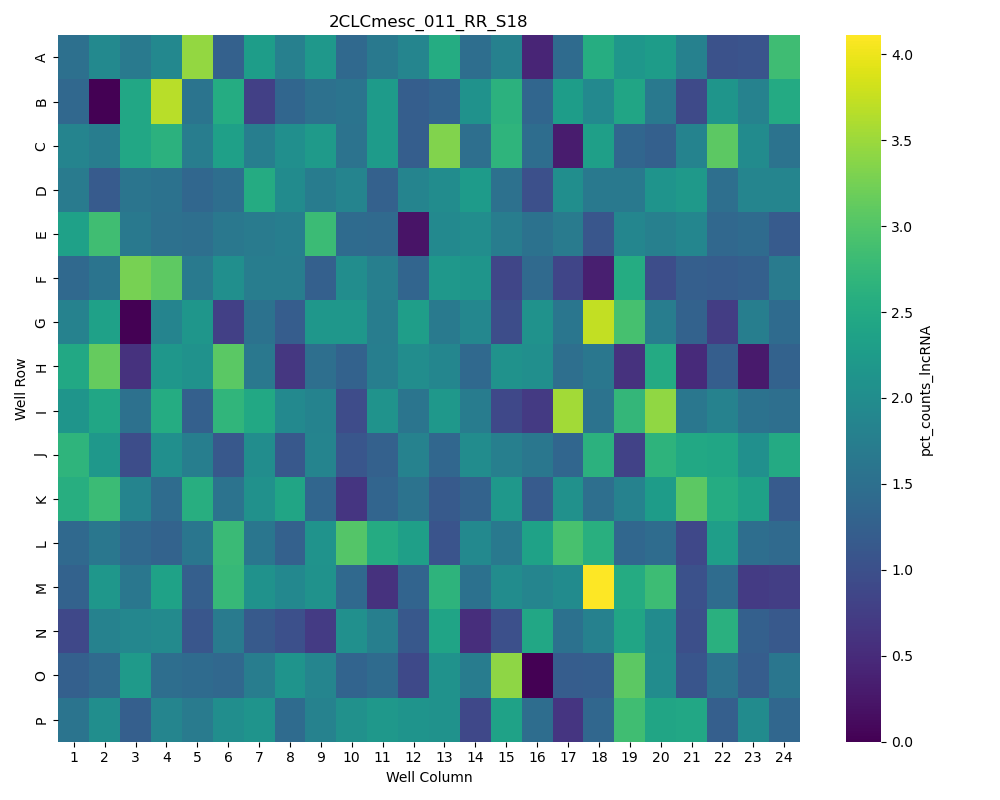 2CLCmesc_011_RR_S18
A
B
C
D
E
F
G
H
I
J
K
L
M
N
O
P
Well Row
1 2 3 4 5 6 7 8 9 10 11 12 13 14 15 16 17 18 19 20 21 22 23 24
Well Column
4.0
3.5
3.0
2.5
2.0
1.5
1.0
0.5
0.0
pct_counts_lncRNA